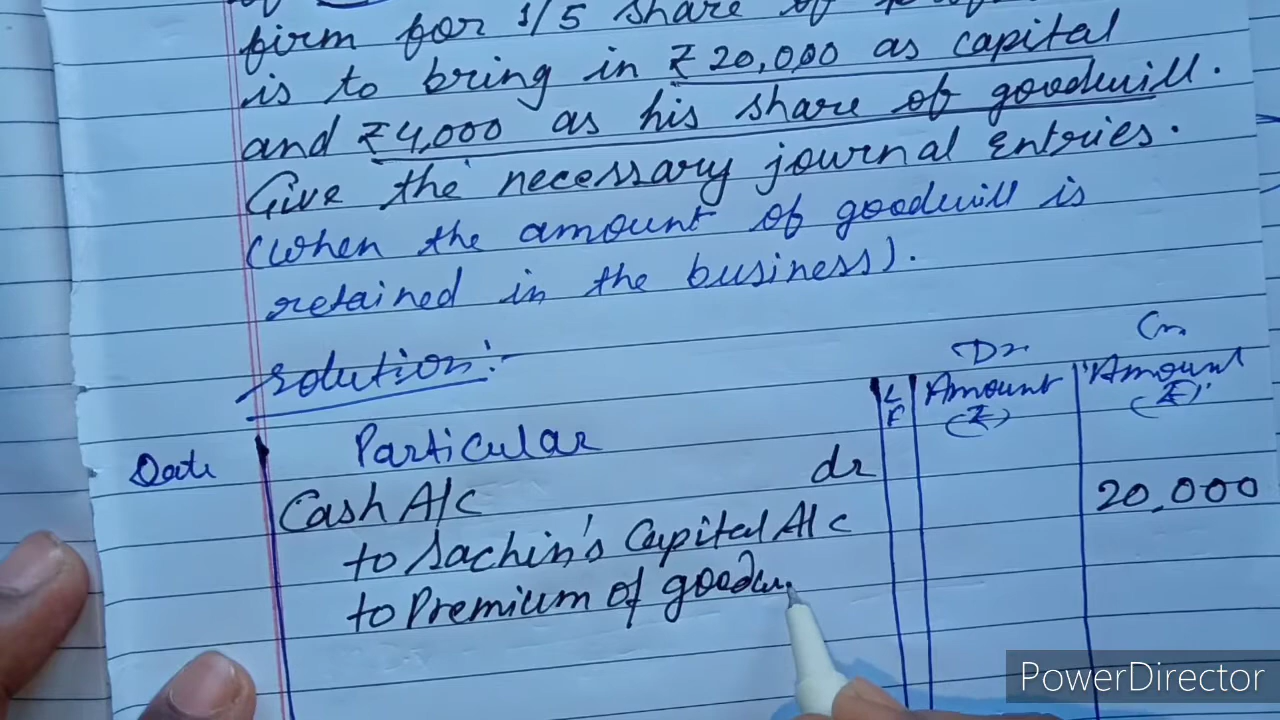 firm for 1/5 share of
is to bring in ₹20,000 as capital
and ₹4,000 as his share of goodwill.
Give the necessary journal Entries.
(when the amount of goodwill is
retained in the business).
Solution:-
Date Particular LF Dr Amount (₹) Cr Amount (₹)
Cash A/c dr
to Sachin's Capital A/c 20,000
to Premium of goodw
PowerDirector